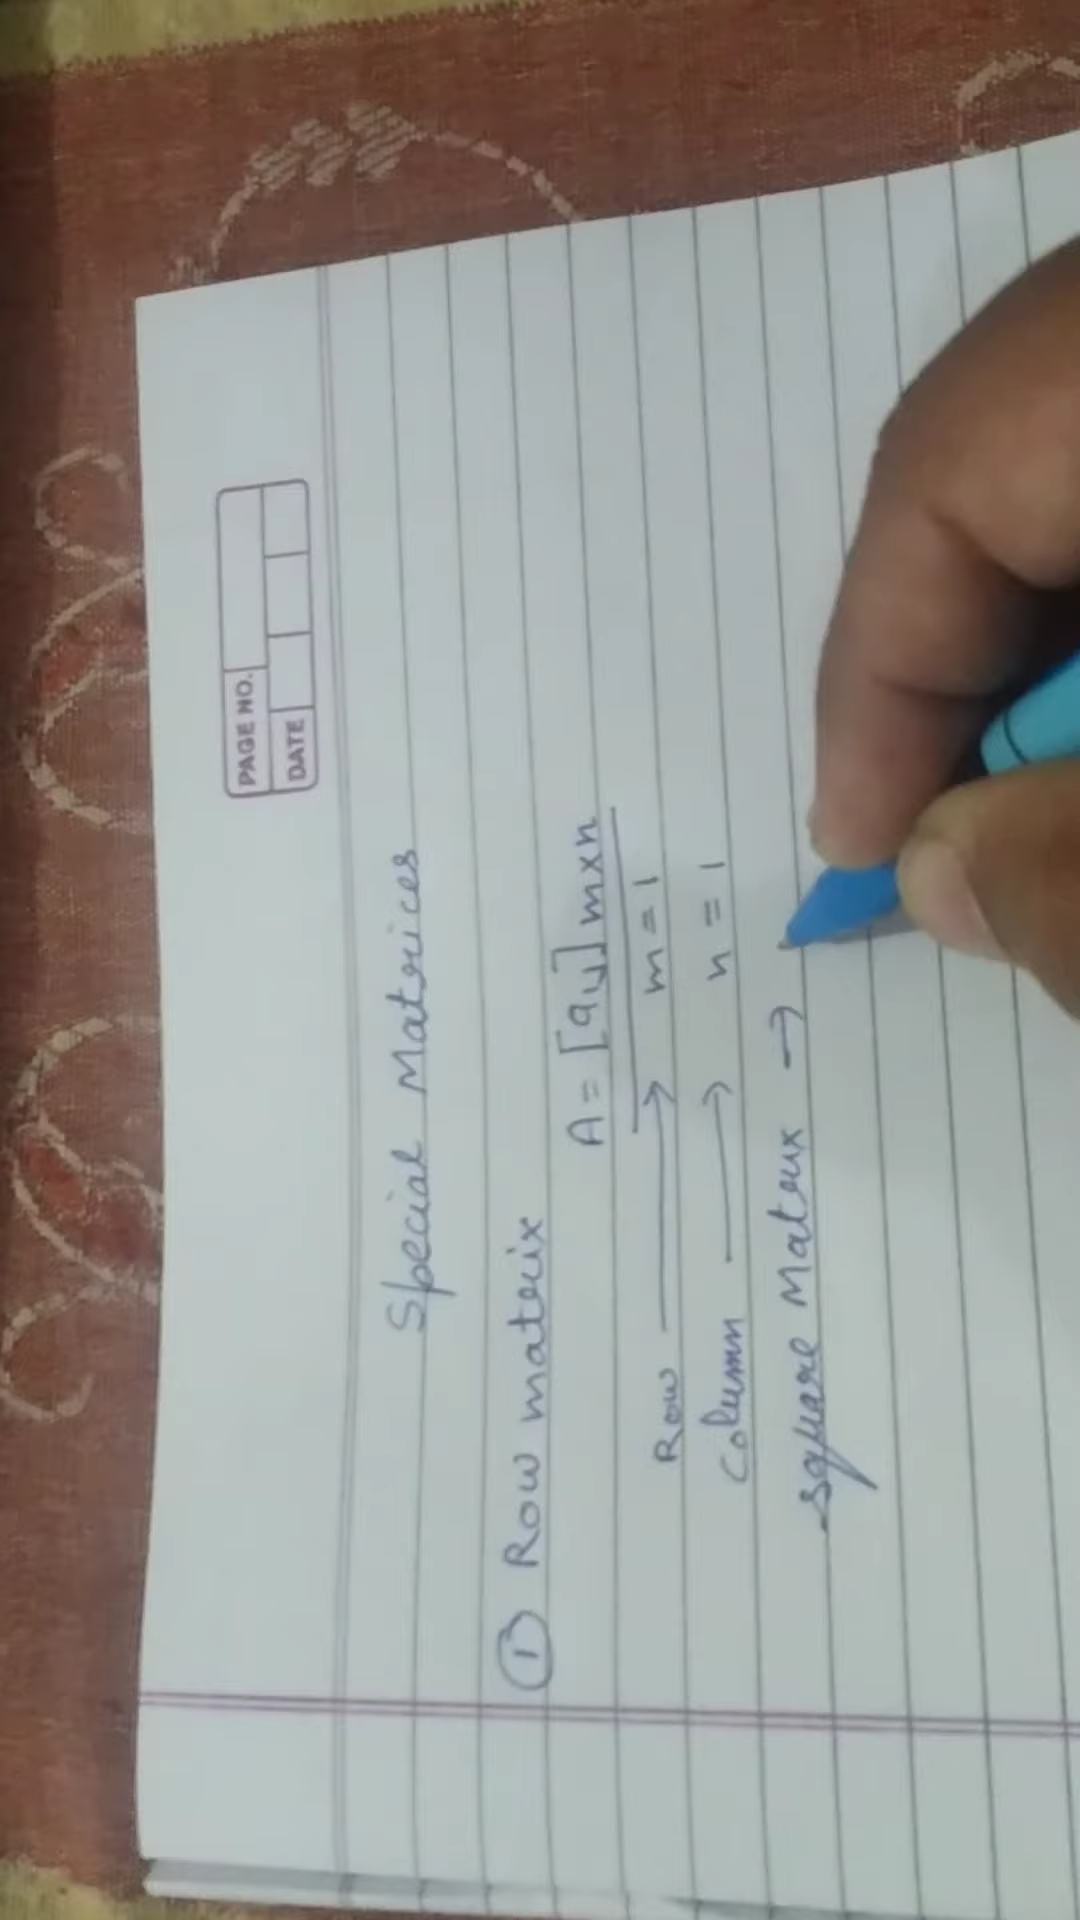 PAGE NO.
DATE
Special Matrices
① Row matrix
A = [aij] m×n
Row → m = 1
Column → n = 1
Square Matrix →